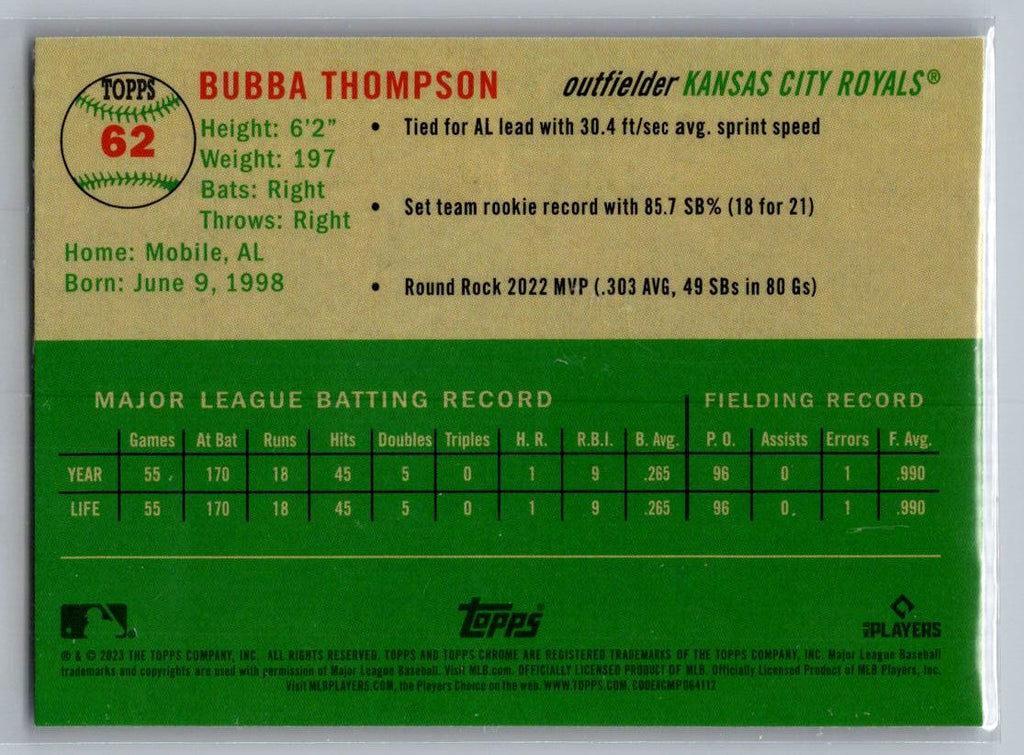 TOPPS
62
BUBBA THOMPSON
outfielder KANSAS CITY ROYALS®
Height: 6'2"
Weight: 197
Bats: Right
Throws: Right
Home: Mobile, AL
Born: June 9, 1998
• Tied for AL lead with 30.4 ft/sec avg. sprint speed
• Set team rookie record with 85.7 SB% (18 for 21)
• Round Rock 2022 MVP (.303 AVG, 49 SBs in 80 Gs)
MAJOR LEAGUE BATTING RECORD FIELDING RECORD
Games At Bat Runs Hits Doubles Triples H. R. R.B.I. B. Avg. P. O. Assists Errors F. Avg.
YEAR 55 170 18 45 5 0 1 9 .265 96 0 1 .990
LIFE 55 170 18 45 5 0 1 9 .265 96 0 1 .990
Topps®
MLB PLAYERS
® & © 2023 THE TOPPS COMPANY, INC. ALL RIGHTS RESERVED. TOPPS AND TOPPS CHROME ARE REGISTERED TRADEMARKS OF THE TOPPS COMPANY, INC. Major League Baseball
trademarks and copyrights are used with permission of Major League Baseball. Visit MLB.com. OFFICIALLY LICENSED PRODUCT OF MLB Players, Inc.
Visit MLBPLAYERS.COM, the Players Choice on the web. WWW.TOPPS.COM. CODE#CMP064112